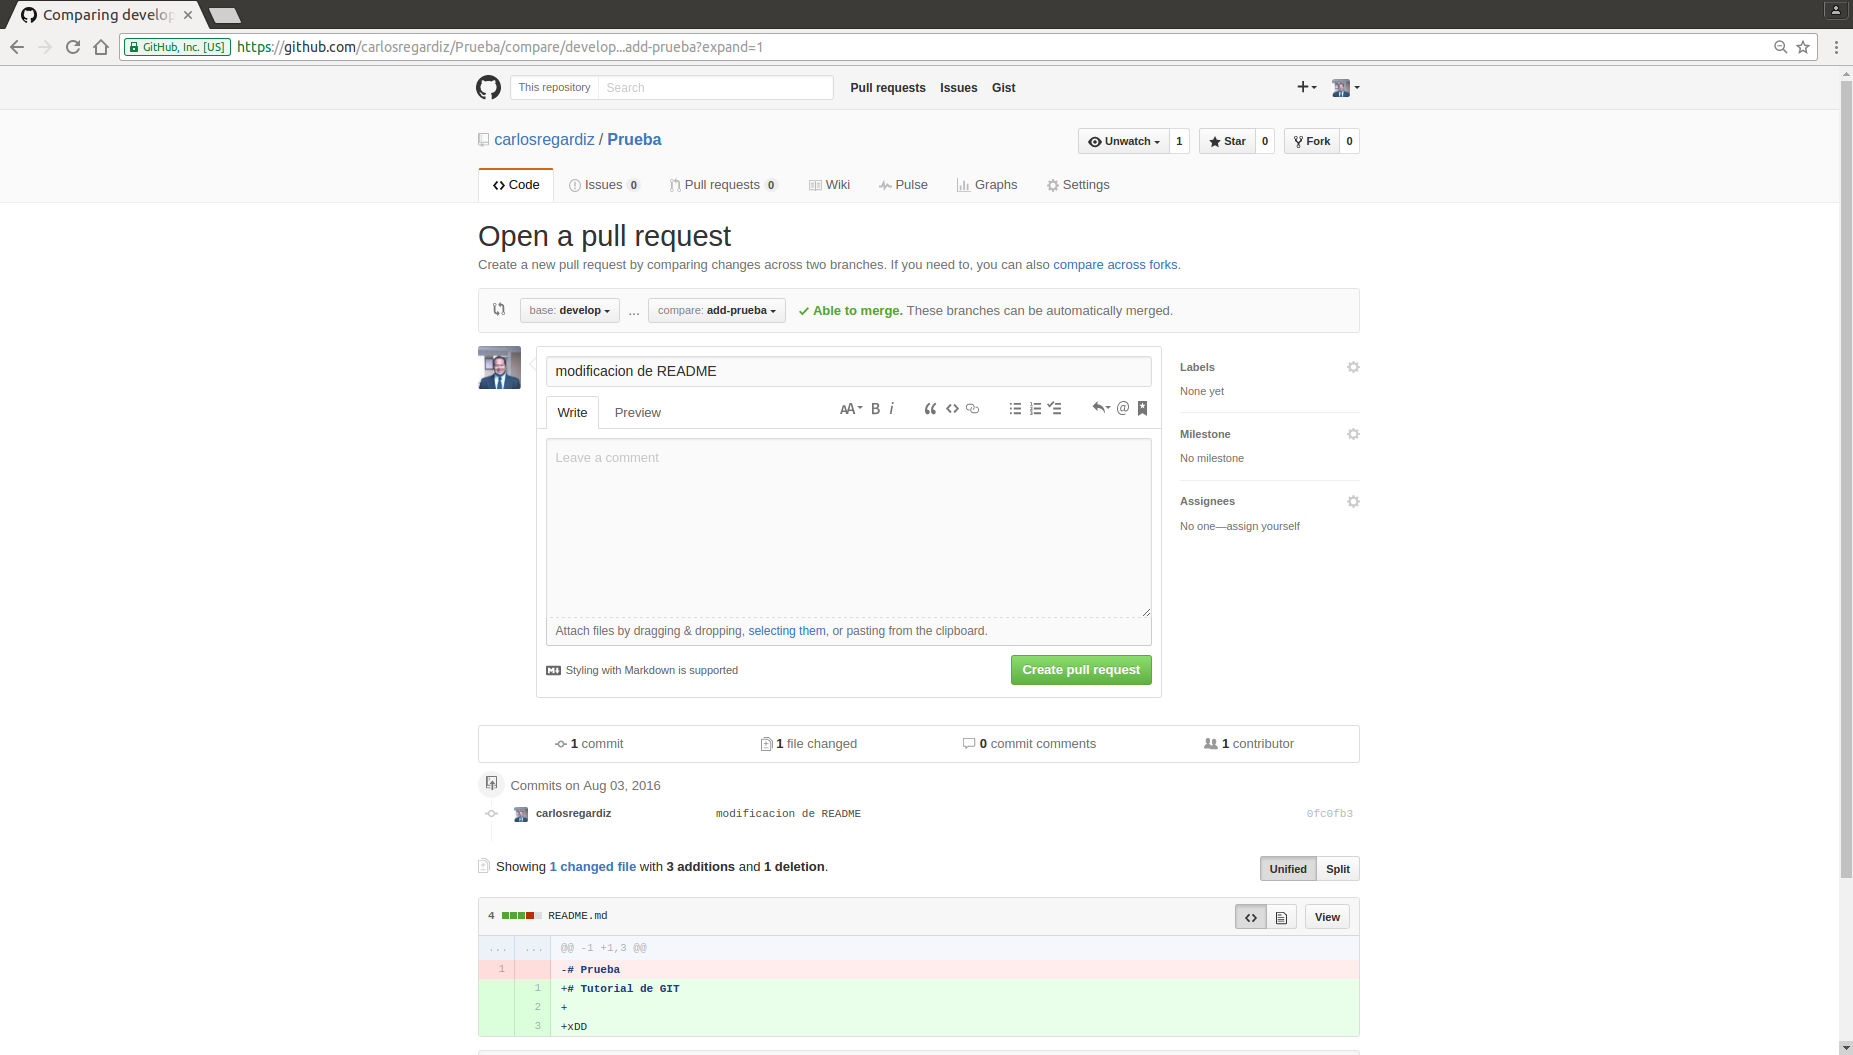 Comparing develop
GitHub, Inc. [US] https://github.com/carlosregardiz/Prueba/compare/develop...add-prueba?expand=1
This repository Search Pull requests Issues Gist
carlosregardiz / Prueba Unwatch 1 Star 0 Fork 0
Code Issues 0 Pull requests 0 Wiki Pulse Graphs Settings
Open a pull request
Create a new pull request by comparing changes across two branches. If you need to, you can also compare across forks.
base: develop ... compare: add-prueba Able to merge. These branches can be automatically merged.
modificacion de README
Write Preview AA B i @
Leave a comment
Attach files by dragging & dropping, selecting them, or pasting from the clipboard.
Styling with Markdown is supported Create pull request
Labels
None yet
Milestone
No milestone
Assignees
No one—assign yourself
1 commit 1 file changed 0 commit comments 1 contributor
Commits on Aug 03, 2016
carlosregardiz modificacion de README 0fc0fb3
Showing 1 changed file with 3 additions and 1 deletion. Unified Split
4 README.md View
... ... @@ -1 +1,3 @@
1 -# Prueba
1 +# Tutorial de GIT
2 +
3 +xDD